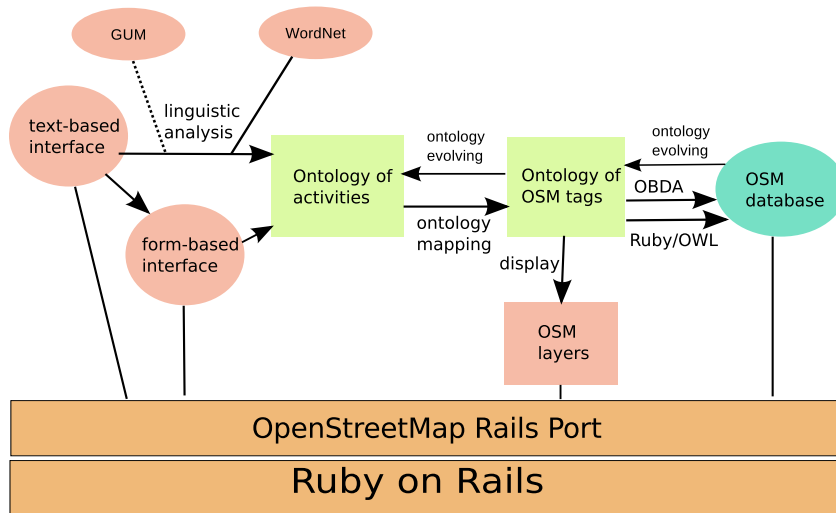 GUM
WordNet
linguistic
analysis
text-based
interface
form-based
interface
Ontology of
activities
ontology
evolving
ontology
mapping
Ontology of
OSM tags
ontology
evolving
OBDA
Ruby/OWL
OSM
database
display
OSM
layers
OpenStreetMap Rails Port
Ruby on Rails